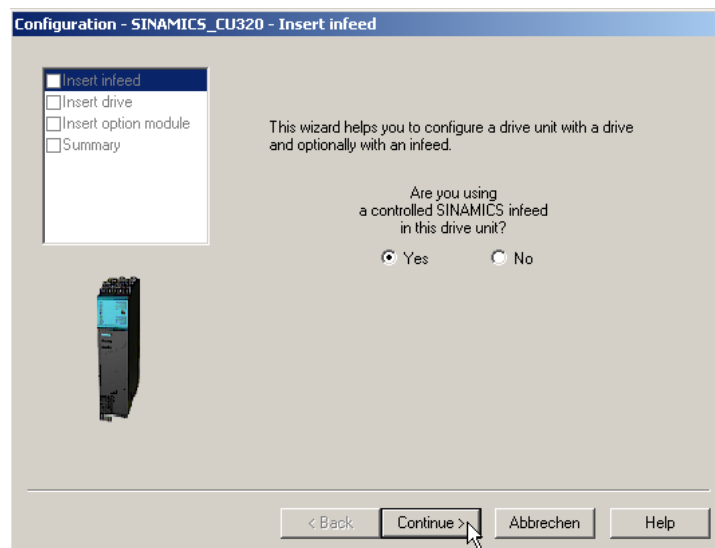 Configuration - SINAMICS_CU320 - Insert infeed
Insert infeed
Insert drive
Insert option module
Summary
This wizard helps you to configure a drive unit with a drive
and optionally with an infeed.
Are you using
a controlled SINAMICS infeed
in this drive unit?
Yes No
< Back Continue > Abbrechen Help